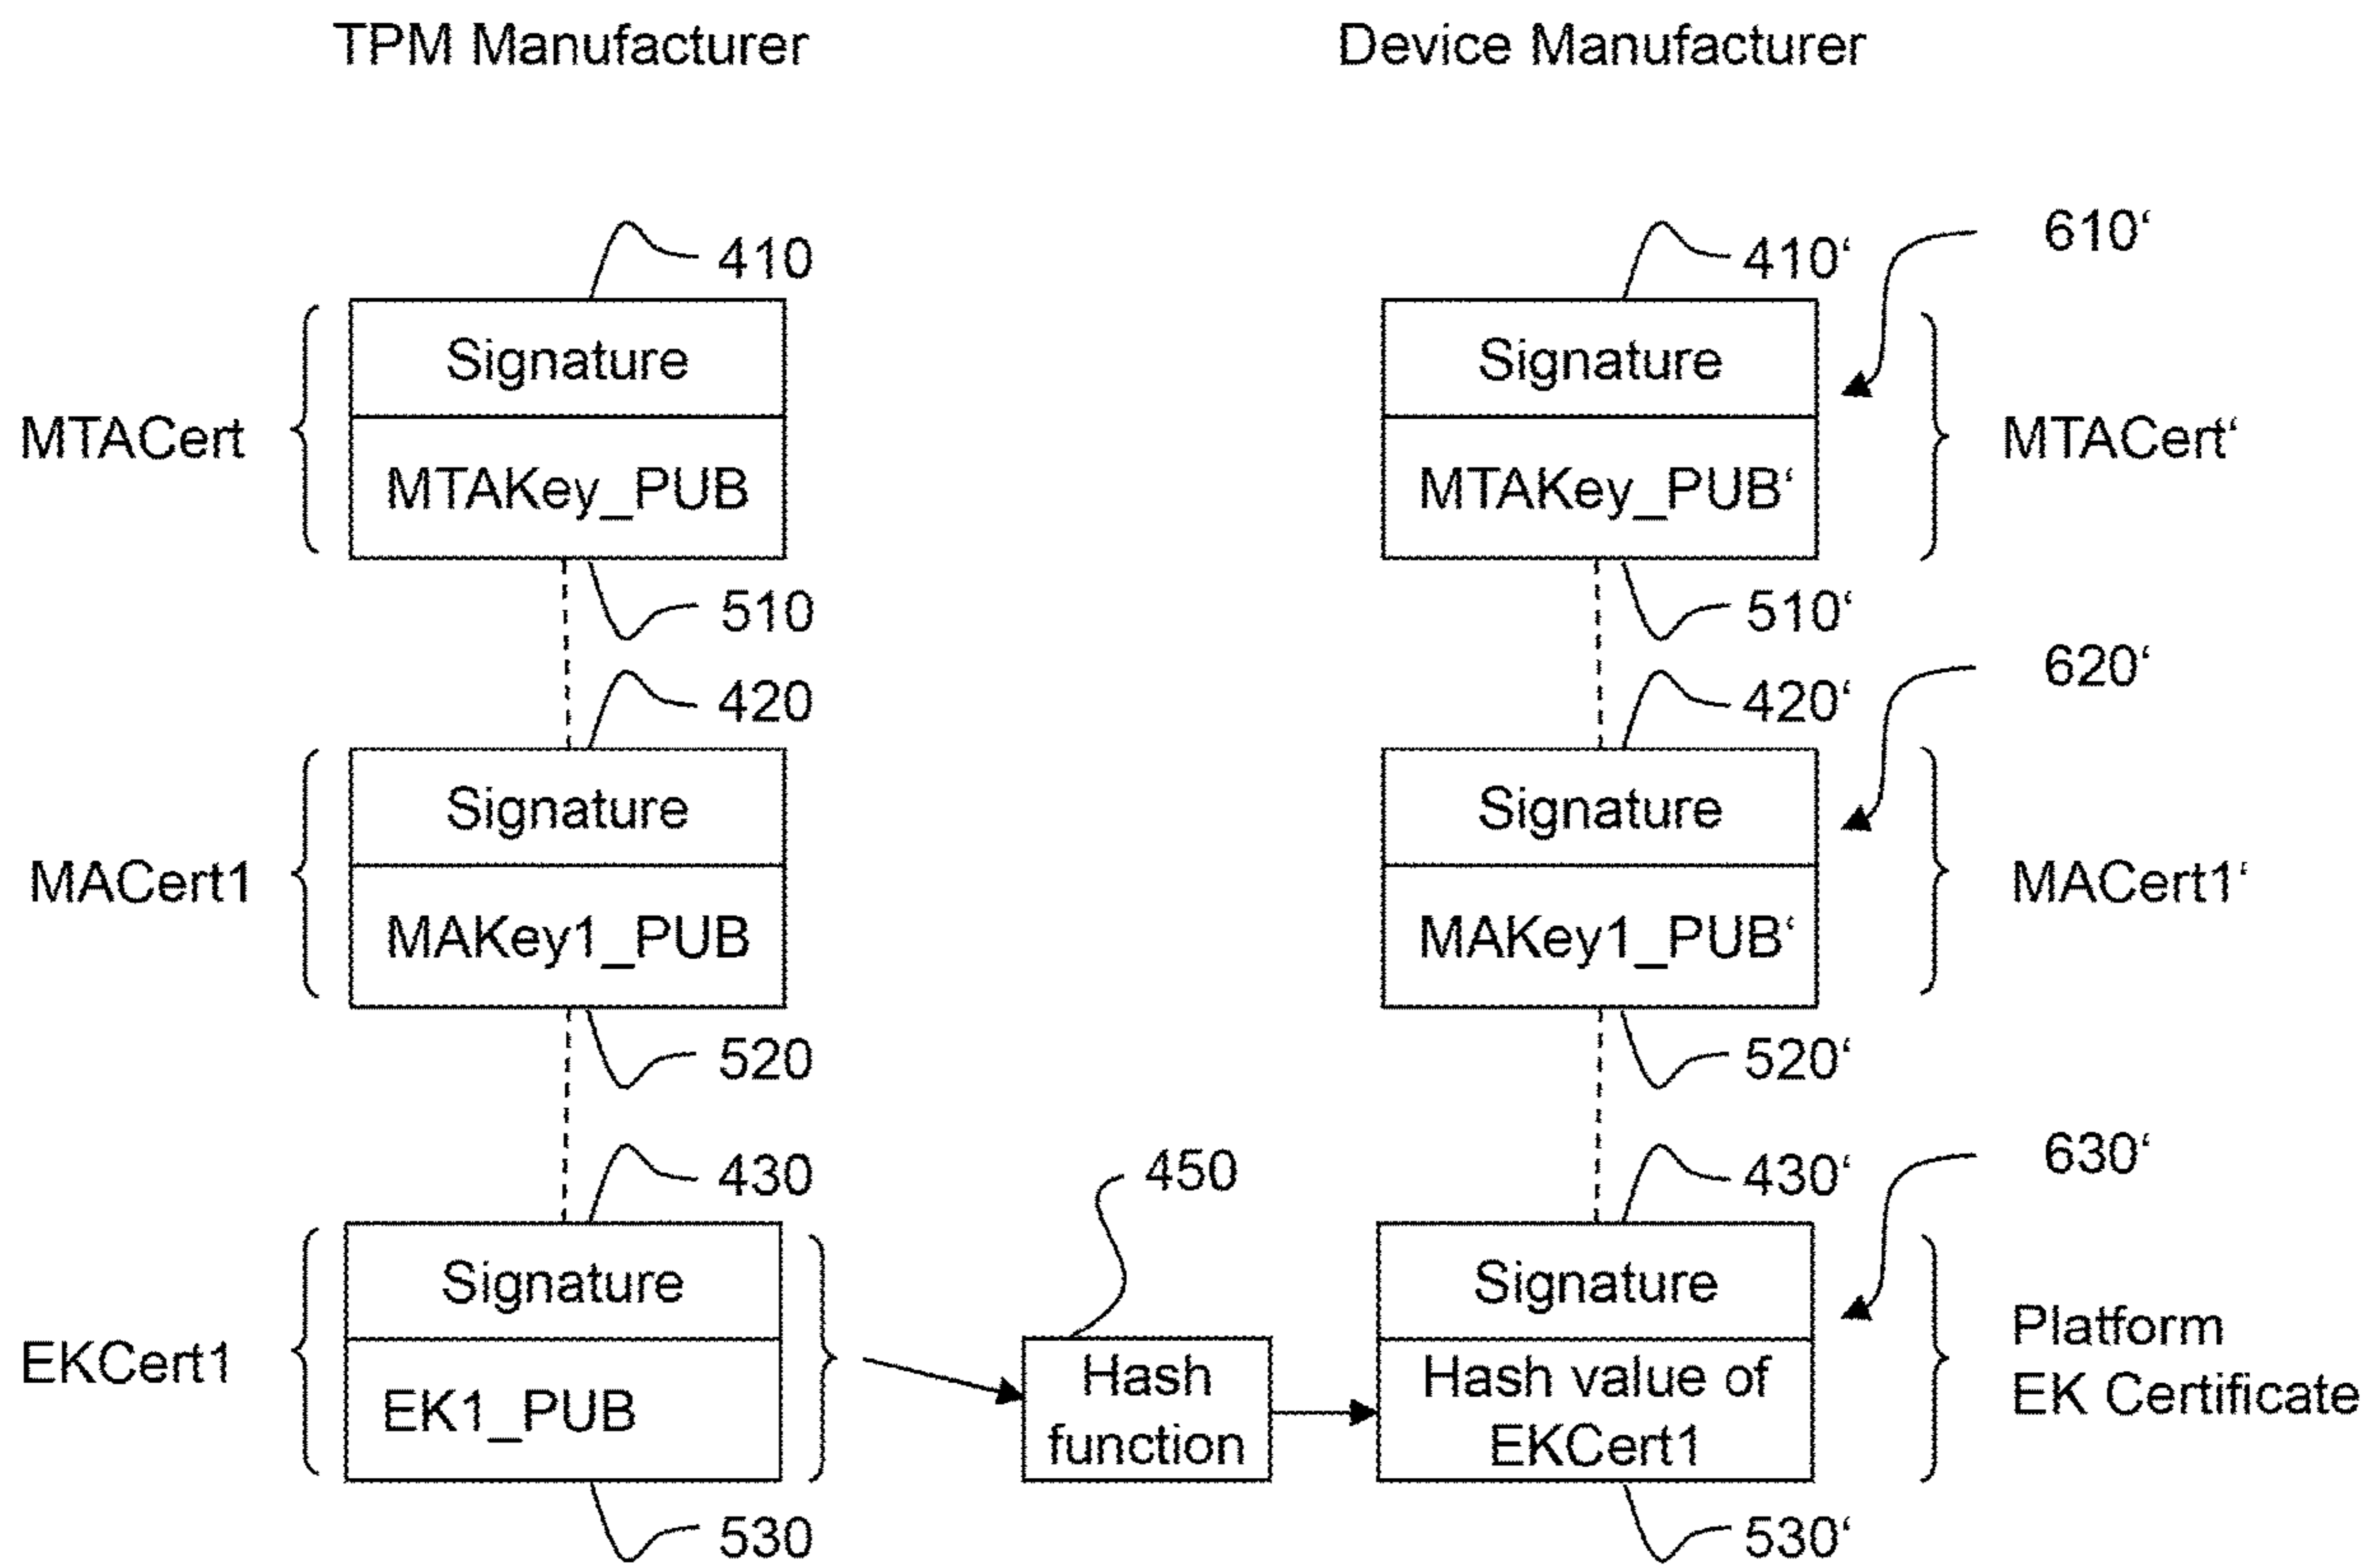 TPM Manufacturer
Device Manufacturer
410
410‘
610‘
Signature
Signature
MTACert
MTAKey_PUB
MTAKey_PUB‘
MTACert‘
510
510‘
620‘
420
420‘
Signature
Signature
MACert1
MAKey1_PUB
MAKey1_PUB‘
MACert1‘
520
520‘
630‘
430
450
430‘
Signature
Signature
EKCert1
EK1_PUB
Hash
function
Hash value of
EKCert1
Platform
EK Certificate
530
530‘